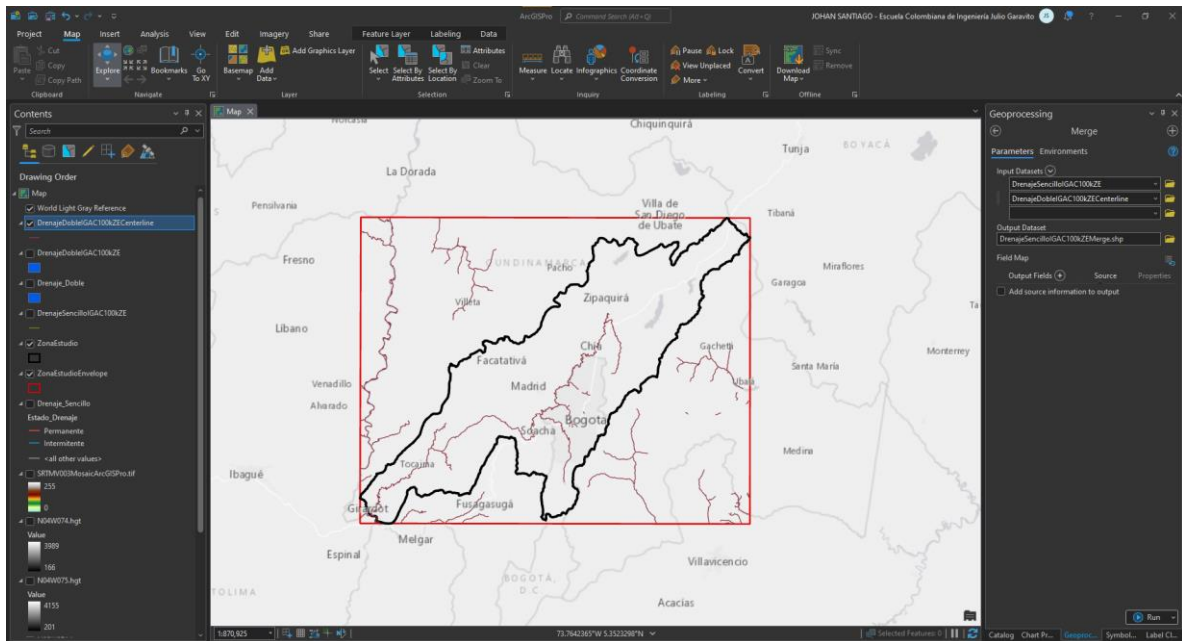 ArcGISPro
Command Search (Alt+Q)
JOHAN SANTIAGO - Escuela Colombiana de Ingeniería Julio Garavito
Project Map Insert Analysis View Edit Imagery Share Feature Layer Labeling Data
Paste
Cut
Copy
Copy Path
Clipboard
Explore
Bookmarks
Go To XY
Navigate
Basemap
Add Data
Add Graphics Layer
Layer
Select
Select By Attributes
Select By Location
Attributes
Clear
Zoom To
Selection
Measure
Locate
Infographics
Coordinate Conversion
Inquiry
Pause
Lock
View Unplaced
More
Convert
Labeling
Download Map
Sync
Remove
Offline
Contents
Search
Drawing Order
Map
World Light Gray Reference
DrenajeDobleIGAC100kZECenterline
DrenajeDobleIGAC100kZE
Drenaje_Doble
DrenajeSencilloIGAC100kZE
ZonaEstudio
ZonaEstudioEnvelope
Drenaje_Sencillo
Estado_Drenaje
Permanente
Intermitente
<all other values>
SRTMV003MosaicArcGISPro.tif
255
0
N04W074.hgt
Value
3989
166
N04W075.hgt
Value
4155
201
Map
Chiquinquirá
Tunja
BOYACÁ
La Dorada
Pensilvania
Villa de San Diego de Ubate
Tibaná
Fresno
CUNDINAMARCA
Pacho
Miraflores
Garagoa
Villeta
Zipaquirá
Líbano
Chía
Gachetá
Monterrey
Facatativá
Santa María
Venadillo
Madrid
Ubalá
Alvarado
Bogotá
Soacha
Medina
Tocaima
Ibagué
Girardot
Fusagasugá
Melgar
Espinal
Villavicencio
BOGOTÁ, D.C.
TOLIMA
Acacías
1:870,925
73.7642365°W 5.3523298°N
Selected Features: 0
Geoprocessing
Merge
Parameters Environments
Input Datasets
DrenajeSencilloIGAC100kZE
DrenajeDobleIGAC100kZECenterline
Output Dataset
DrenajeSencilloIGAC100kZEMerge.shp
Field Map
Output Fields Source Properties
Add source information to output
Run
Catalog Chart Pr... Geoproc... Symbol... Label Cl...